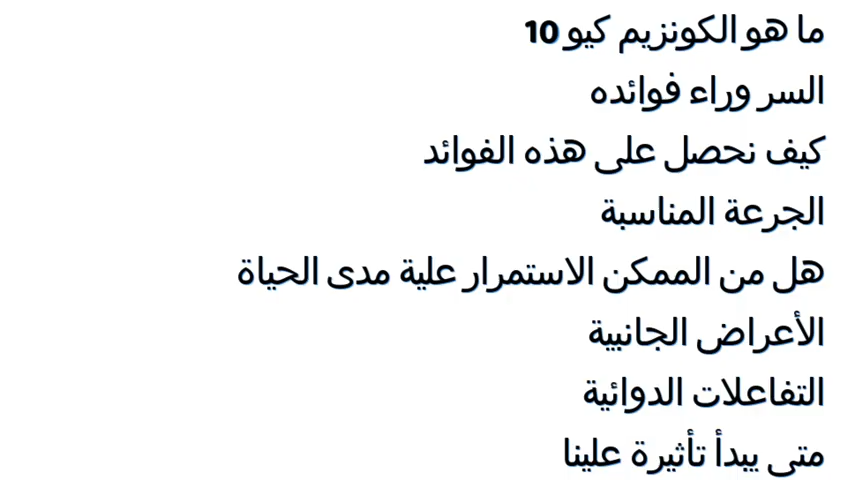 ما هو الكونزيم كيو 10
السر وراء فوائده
كيف نحصل على هذه الفوائد
الجرعة المناسبة
هل من الممكن الاستمرار علية مدى الحياة
الأعراض الجانبية
التفاعلات الدوائية
متى يبدأ تأثيرة علينا